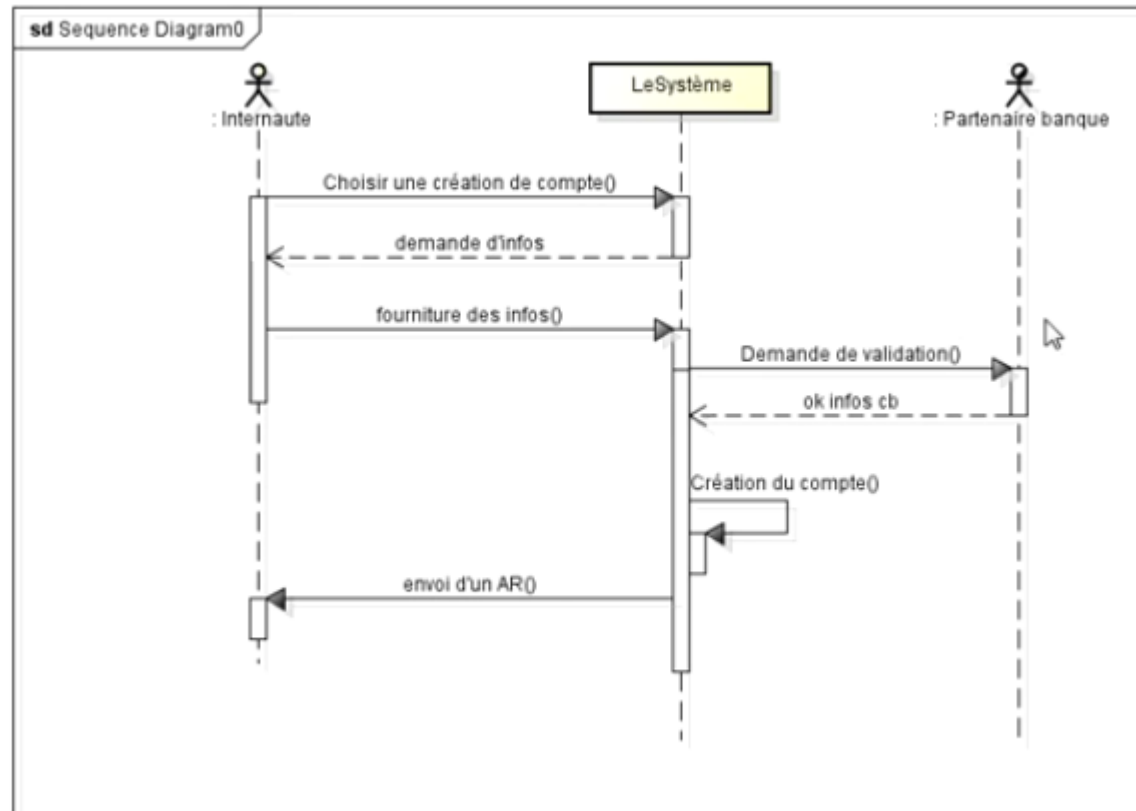 sd Sequence Diagram0
: Internaute
LeSystème
: Partenaire banque
Choisir une création de compte()
demande d'infos
fourniture des infos()
Demande de validation()
ok infos cb
Création du compte()
envoi d'un AR()